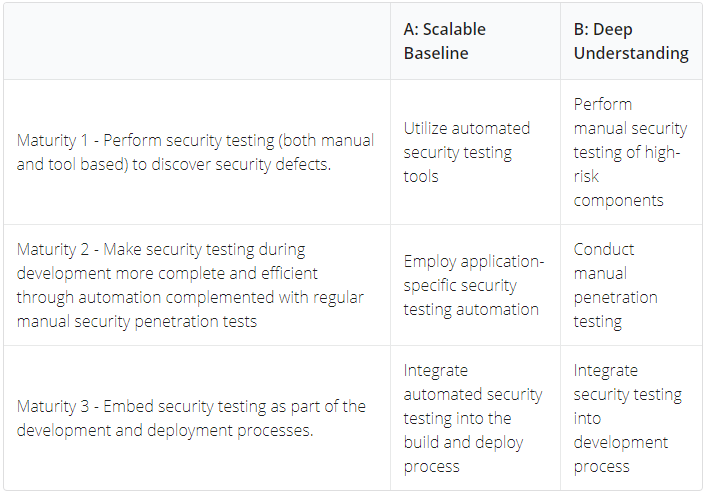 A: Scalable
Baseline
B: Deep
Understanding
Maturity 1 - Perform security testing (both manual
and tool based) to discover security defects.
Utilize automated
security testing
tools
Perform
manual security
testing of high-
risk
components
Maturity 2 - Make security testing during
development more complete and efficient
through automation complemented with regular
manual security penetration tests
Employ application-
specific security
testing automation
Conduct
manual
penetration
testing
Maturity 3 - Embed security testing as part of the
development and deployment processes.
Integrate
automated security
testing into the
build and deploy
process
Integrate
security testing
into
development
process